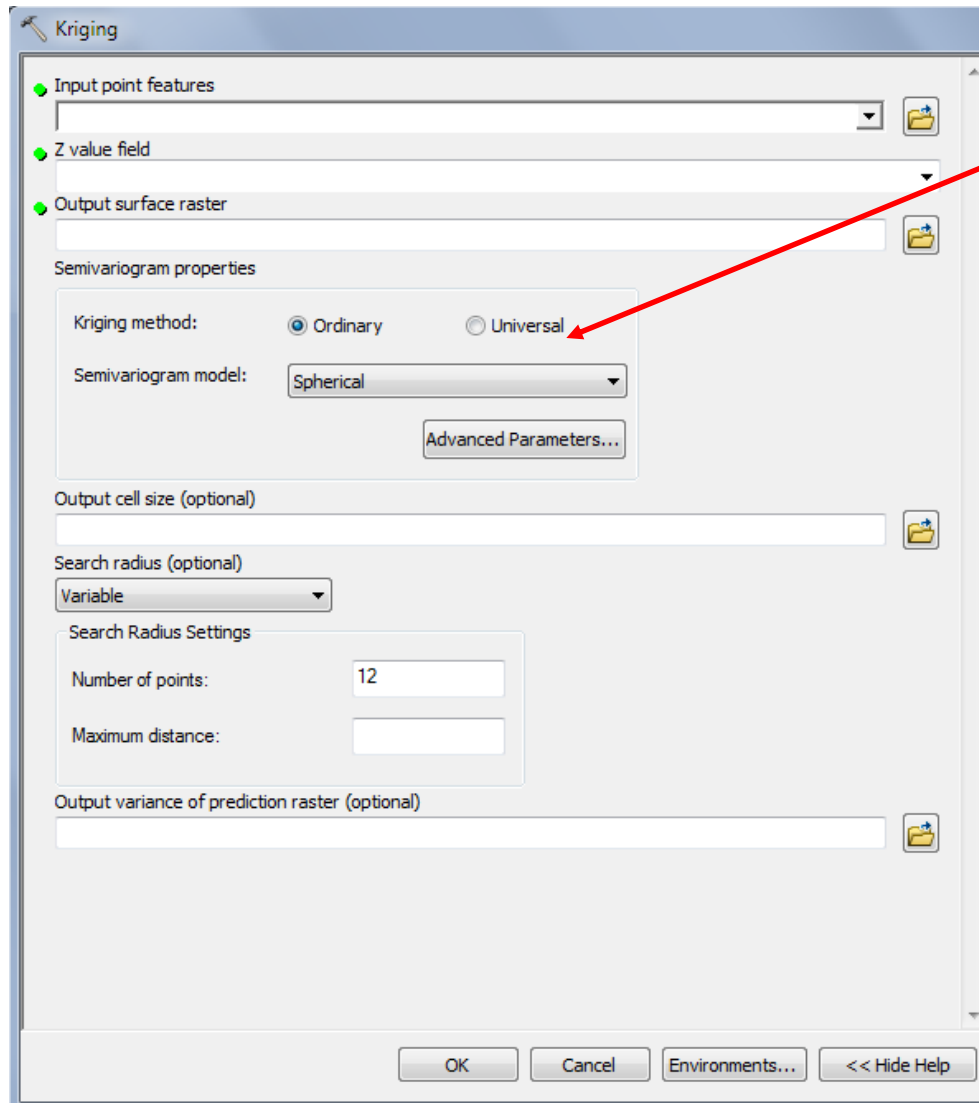 Kriging
Input point features
Z value field
Output surface raster
Semivariogram properties
Kriging method: Ordinary Universal
Semivariogram model: Spherical
Advanced Parameters...
Output cell size (optional)
Search radius (optional)
Variable
Search Radius Settings
Number of points: 12
Maximum distance:
Output variance of prediction raster (optional)
OK Cancel Environments... << Hide Help